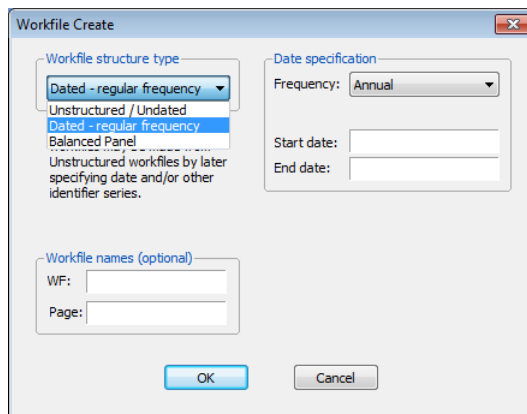 Workfile Create
Workfile structure type
Dated - regular frequency
Unstructured / Undated
Dated - regular frequency
Balanced Panel
Unstructured workfiles by later
specifying date and/or other
identifier series.
Date specification
Frequency: Annual
Start date:
End date:
Workfile names (optional)
WF:
Page:
OK
Cancel